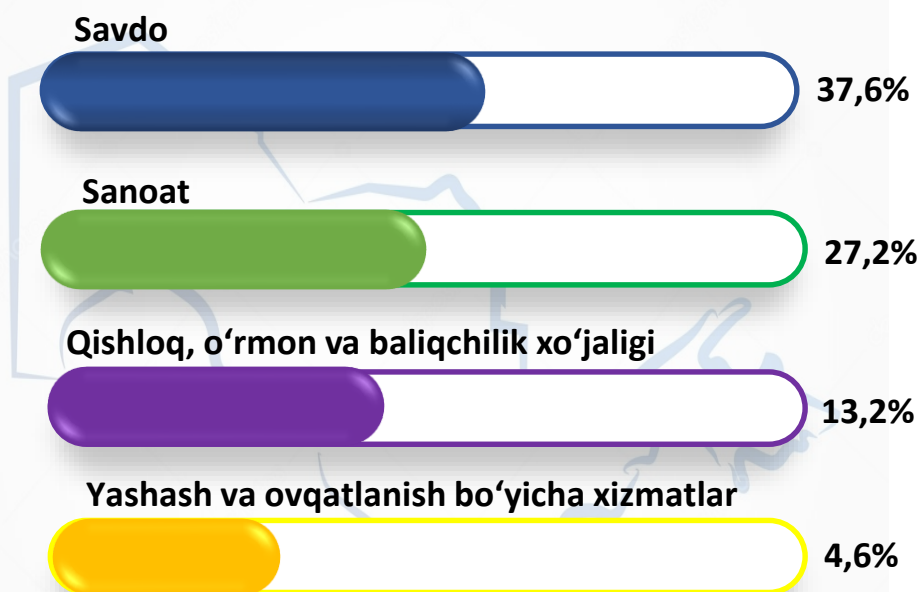 Savdo
37,6%
Sanoat
27,2%
Qishloq, o‘rmon va baliqchilik xo‘jaligi
13,2%
Yashash va ovqatlanish bo‘yicha xizmatlar
4,6%